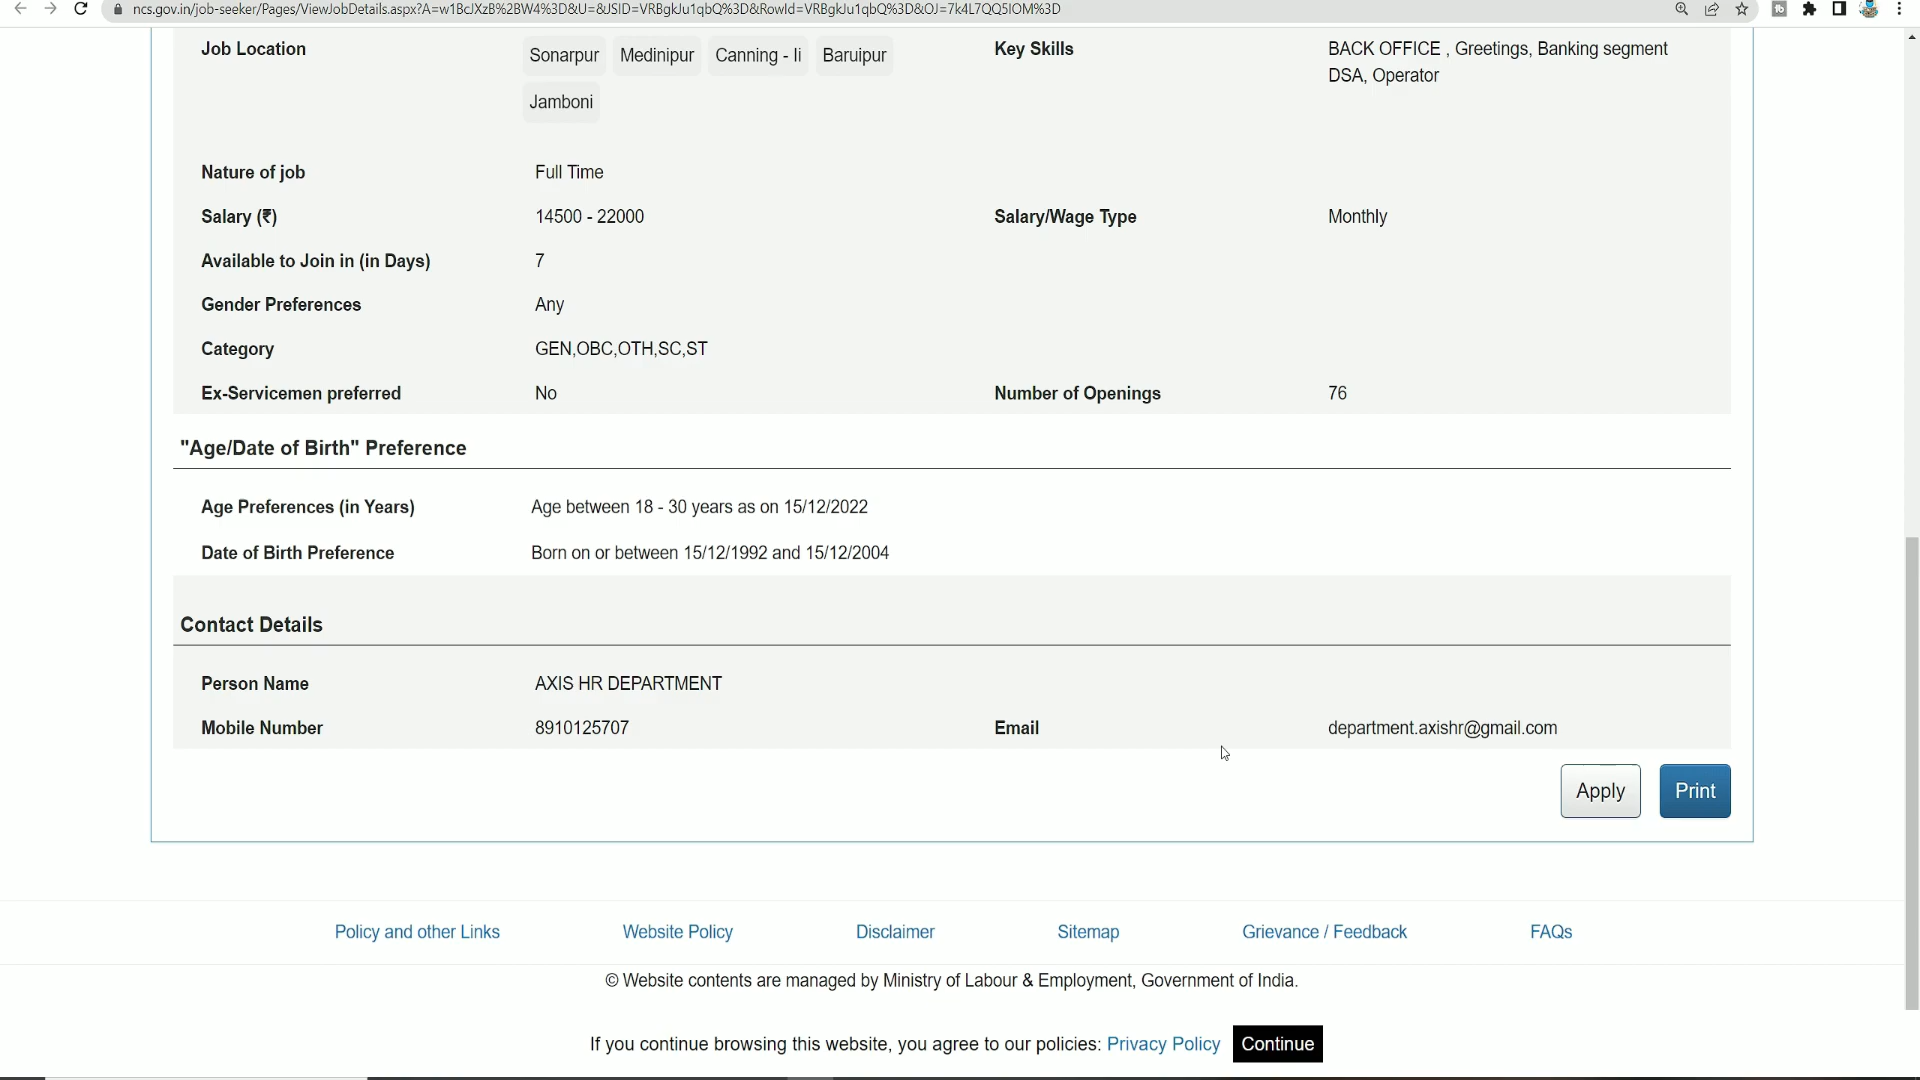 ncs.gov.in/job-seeker/Pages/ViewJobDetails.aspx?A=w1BcJXzB%2BW4%3D&U=&JSID=VRBgkJu1qbQ%3D&RowId=VRBgkJu1qbQ%3D&OJ=7k4L7QQ5IOM%3D
Job Location Sonarpur Medinipur Canning - Ii Baruipur Key Skills BACK OFFICE , Greetings, Banking segment
DSA, Operator
Jamboni
Nature of job Full Time
Salary (₹) 14500 - 22000 Salary/Wage Type Monthly
Available to Join in (in Days) 7
Gender Preferences Any
Category GEN,OBC,OTH,SC,ST
Ex-Servicemen preferred No Number of Openings 76
"Age/Date of Birth" Preference
Age Preferences (in Years) Age between 18 - 30 years as on 15/12/2022
Date of Birth Preference Born on or between 15/12/1992 and 15/12/2004
Contact Details
Person Name AXIS HR DEPARTMENT
Mobile Number 8910125707 Email department.axishr@gmail.com
Apply Print
Policy and other Links Website Policy Disclaimer Sitemap Grievance / Feedback FAQs
© Website contents are managed by Ministry of Labour & Employment, Government of India.
If you continue browsing this website, you agree to our policies: Privacy Policy Continue